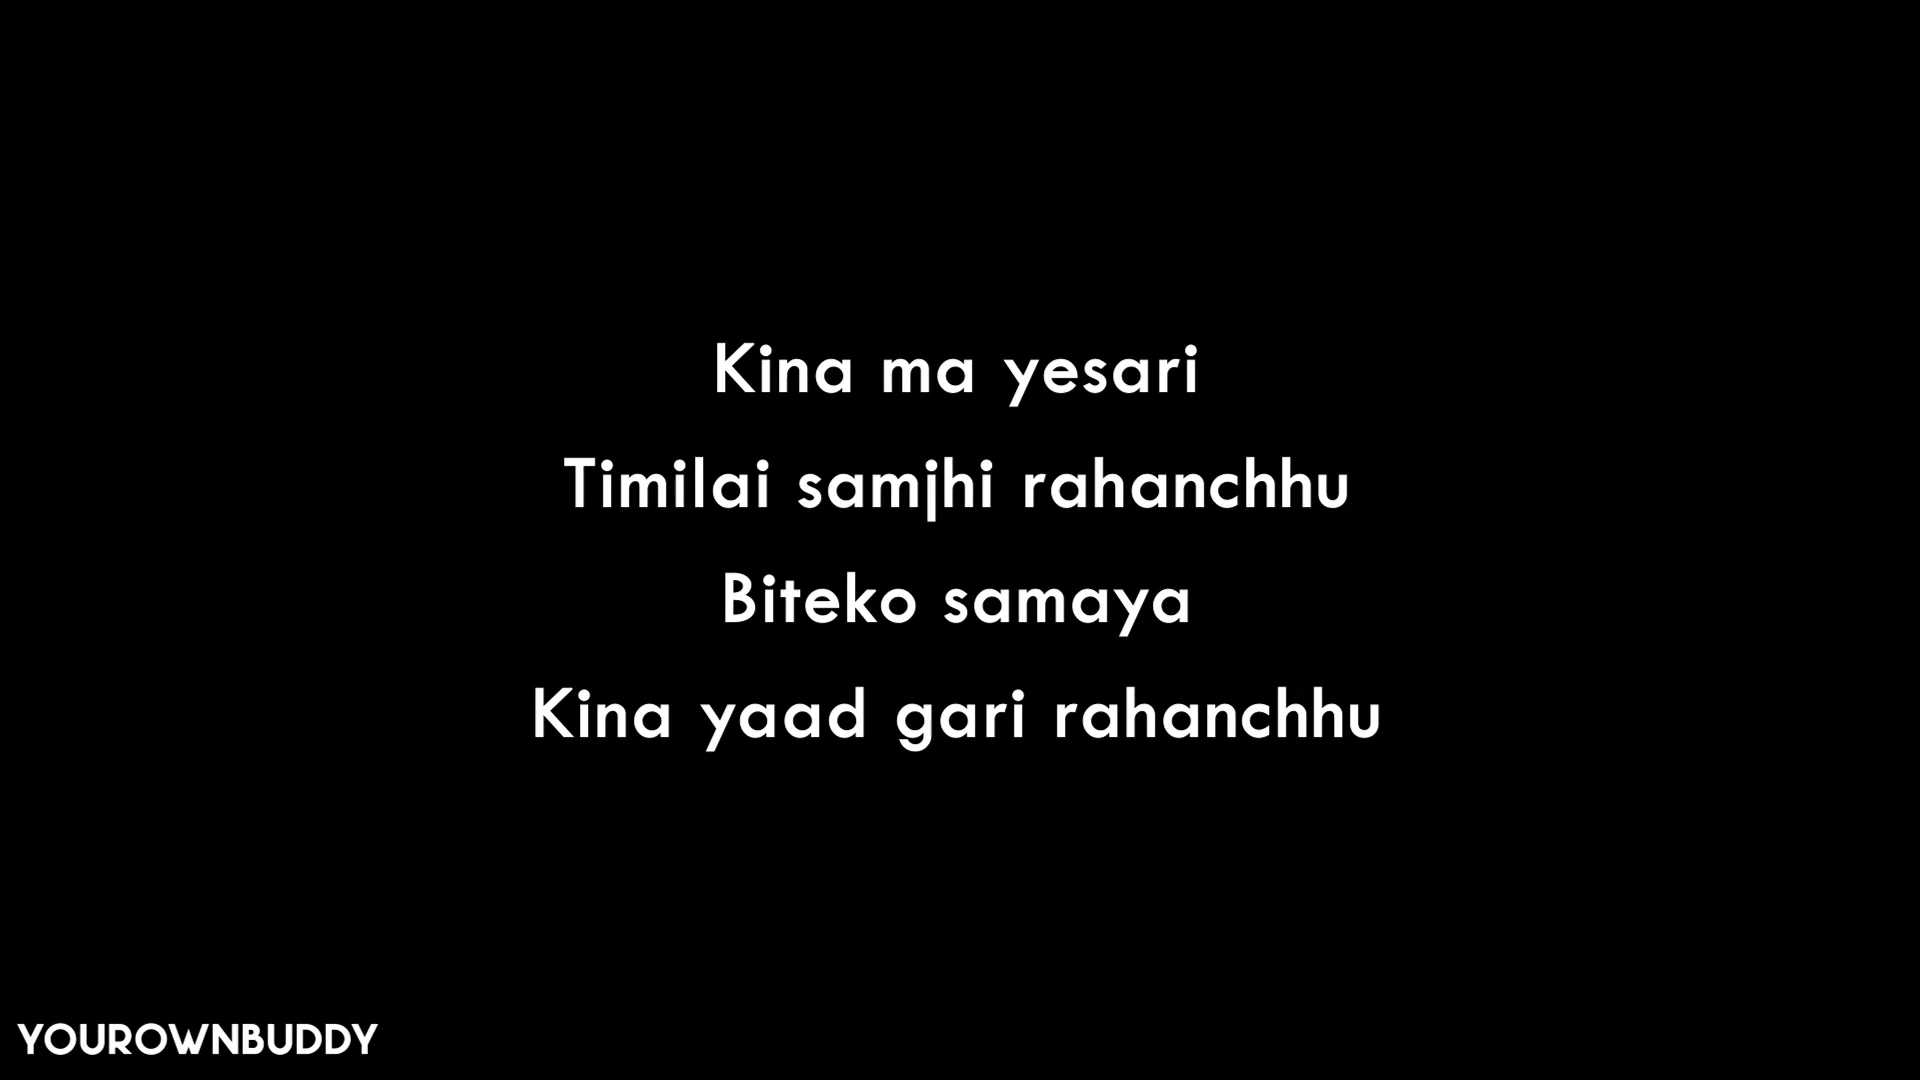 Kina ma yesari
Timilai samjhi rahanchhu
Biteko samaya
Kina yaad gari rahanchhu
YOUROWNBUDDY